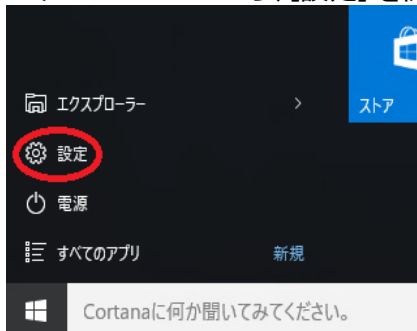 エクスプローラー
ストア
設定
電源
すべてのアプリ 新規
Cortanaに何か聞いてみてください。